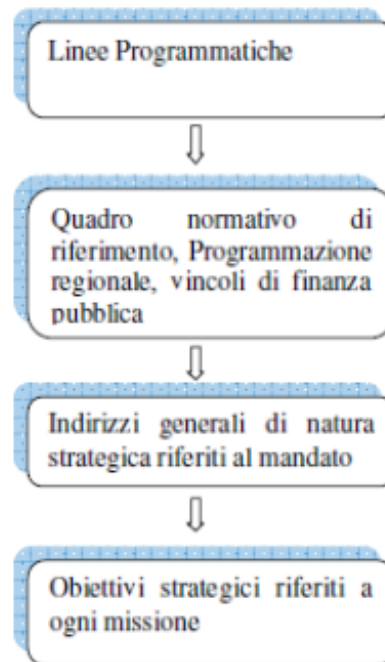 Linee Programmatiche
Quadro normativo di
riferimento, Programmazione
regionale, vincoli di finanza
pubblica
Indirizzi generali di natura
strategica riferiti al mandato
Obiettivi strategici riferiti a
ogni missione